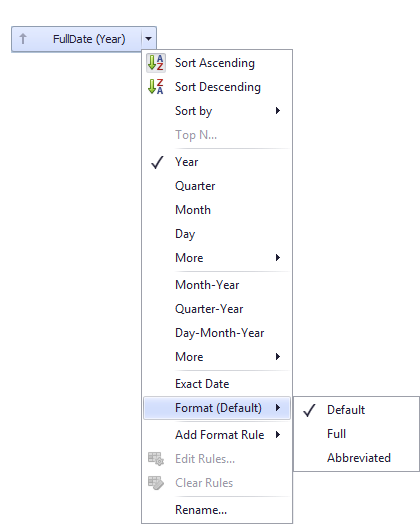 FullDate (Year)
Sort Ascending
Sort Descending
Sort by
Top N...
Year
Quarter
Month
Day
More
Month-Year
Quarter-Year
Day-Month-Year
More
Exact Date
Format (Default)
Default
Full
Abbreviated
Add Format Rule
Edit Rules...
Clear Rules
Rename...